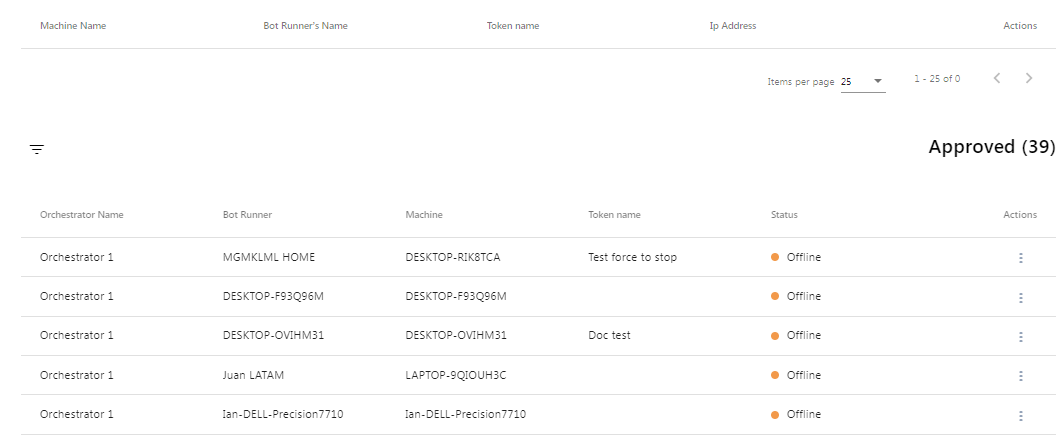 Machine Name Bot Runner's Name Token name Ip Address Actions
Items per page 25 1 - 25 of 0
Approved (39)
Orchestrator Name Bot Runner Machine Token name Status Actions
Orchestrator 1 MGMKLML HOME DESKTOP-RIK8TCA Test force to stop Offline
Orchestrator 1 DESKTOP-F93Q96M DESKTOP-F93Q96M Offline
Orchestrator 1 DESKTOP-OVIHM31 DESKTOP-OVIHM31 Doc test Offline
Orchestrator 1 Juan LATAM LAPTOP-9QIOUH3C Offline
Orchestrator 1 Ian-DELL-Precision7710 Ian-DELL-Precision7710 Offline